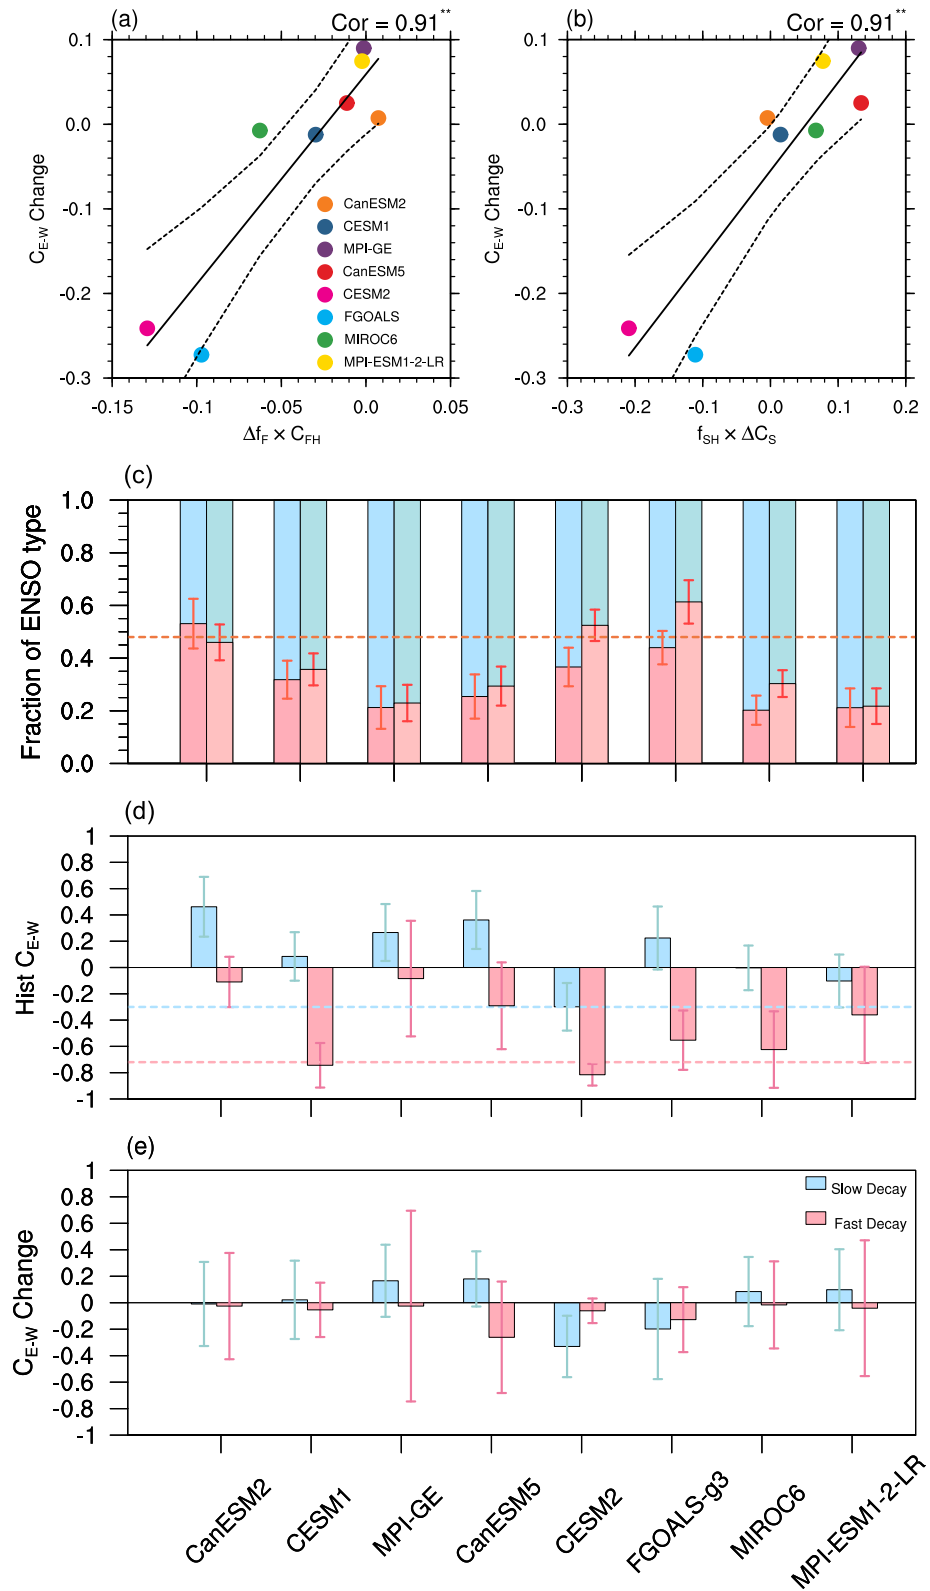 (a)
Cor = 0.91**
0.1
0.0
-0.1
-0.2
-0.3
C_E-W Change
CanESM2
CESM1
MPI-GE
CanESM5
CESM2
FGOALS
MIROC6
MPI-ESM1-2-LR
-0.15 -0.10 -0.05 0.0 0.05
Δf_F × C_FH
(b)
Cor = 0.91**
0.1
0.0
-0.1
-0.2
-0.3
C_E-W Change
-0.3 -0.2 -0.1 0.0 0.1 0.2
f_SH × ΔC_S
(c)
1.0
0.8
0.6
0.4
0.2
0.0
Fraction of ENSO type
(d)
1
0.8
0.6
0.4
0.2
0
-0.2
-0.4
-0.6
-0.8
-1
Hist C_E-W
(e)
1
0.8
0.6
0.4
0.2
0
-0.2
-0.4
-0.6
-0.8
-1
C_E-W Change
Slow Decay
Fast Decay
CanESM2
CESM1
MPI-GE
CanESM5
CESM2
FGOALS-g3
MIROC6
MPI-ESM1-2-LR